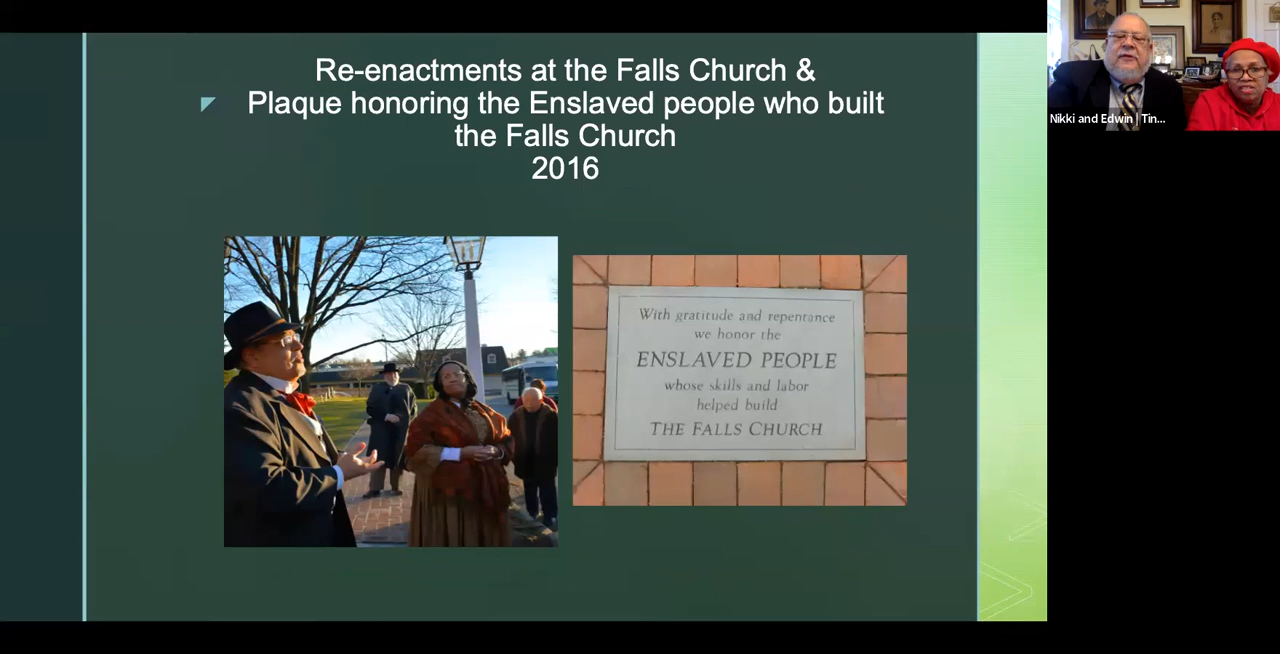 Re-enactments at the Falls Church &
Plaque honoring the Enslaved people who built
the Falls Church
2016
With gratitude and repentance
we honor the
ENSLAVED PEOPLE
whose skills and labor
helped build
THE FALLS CHURCH
Nikki and Edwin | Tin...